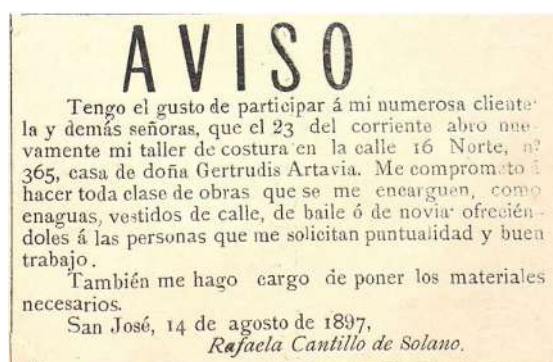 AVISO
Tengo el gusto de participar á mi numerosa cliente-
la y demás señoras, que el 23 del corriente abro nue-
vamente mi taller de costura en la calle 16 Norte, nº
365, casa de doña Gertrudis Artavia. Me comprometo á
hacer toda clase de obras que se me encarguen, como
enaguas, vestidos de calle, de baile ó de novia· ofrecién-
doles á las personas que me solicitan puntualidad y buen
trabajo.
También me hago cargo de poner los materiales
necesarios.
San José, 14 de agosto de 1897,
Rafaela Cantillo de Solano.